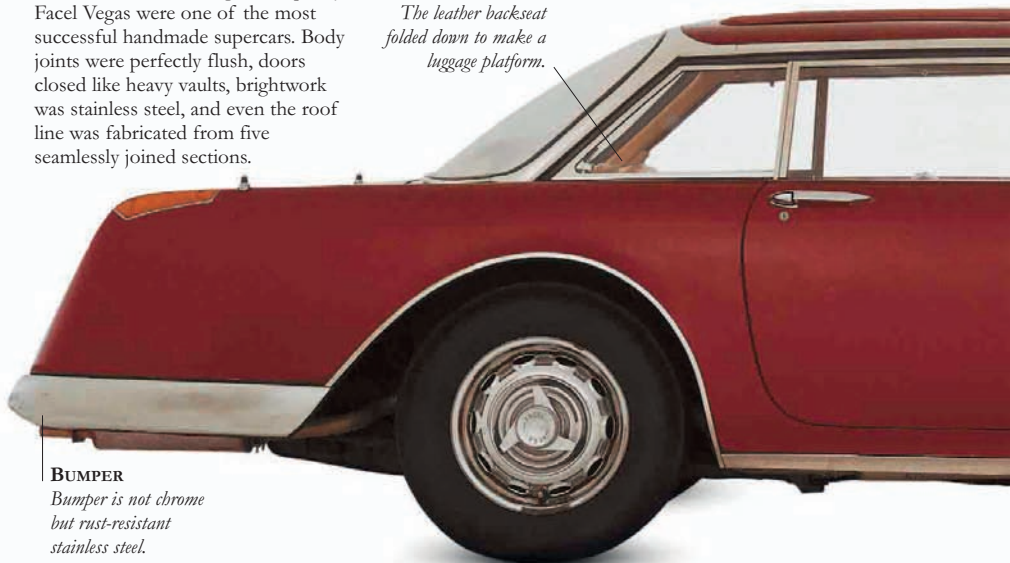 Facel Vegas were one of the most
successful handmade supercars. Body
joints were perfectly flush, doors
closed like heavy vaults, brightwork
was stainless steel, and even the roof
line was fabricated from five
seamlessly joined sections.
The leather backseat
folded down to make a
luggage platform.
BUMPER
Bumper is not chrome
but rust-resistant
stainless steel.